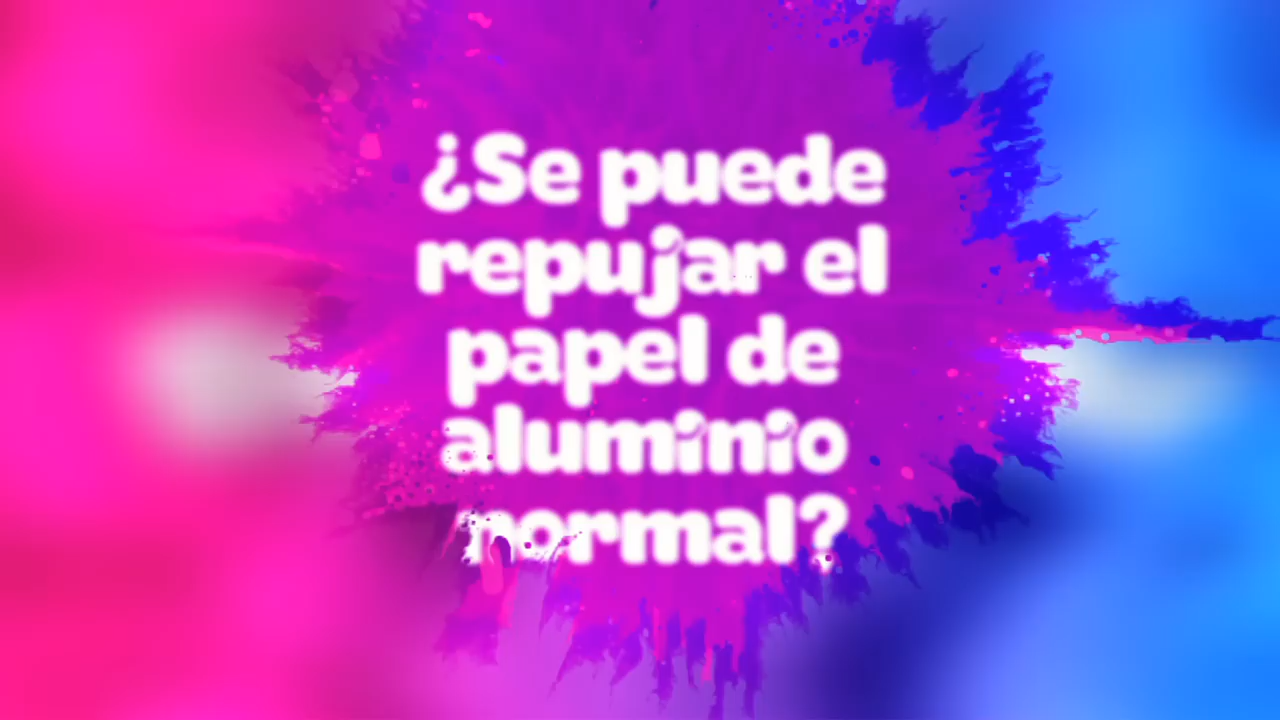 ¿Se puede
repujar el
papel de
aluminio
normal?